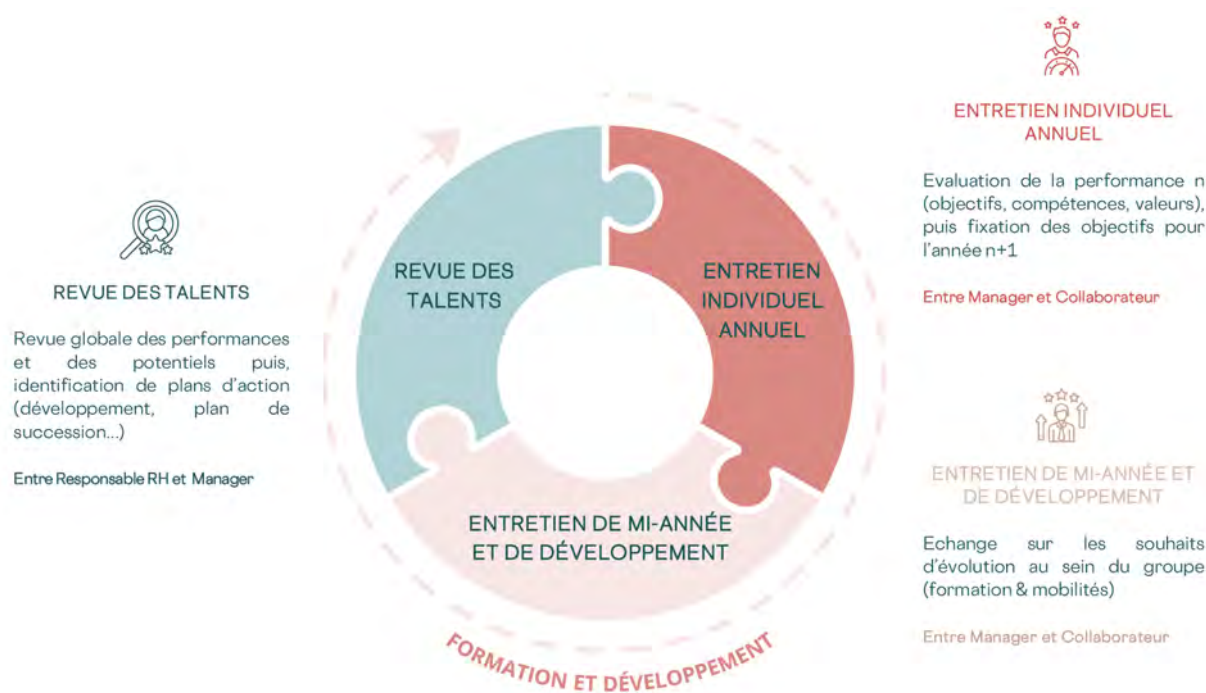 REVUE DES TALENTS
Revue globale des performances
et des potentiels puis,
identification de plans d'action
(développement, plan de
succession...)
Entre Responsable RH et Manager
REVUE DES
TALENTS
ENTRETIEN
INDIVIDUEL
ANNUEL
ENTRETIEN DE MI-ANNÉE
ET DE DÉVELOPPEMENT
FORMATION ET DÉVELOPPEMENT
ENTRETIEN INDIVIDUEL
ANNUEL
Evaluation de la performance n
(objectifs, compétences, valeurs),
puis fixation des objectifs pour
l'année n+1
Entre Manager et Collaborateur
ENTRETIEN DE MI-ANNÉE ET
DE DÉVELOPPEMENT
Echange sur les souhaits
d'évolution au sein du groupe
(formation & mobilités)
Entre Manager et Collaborateur